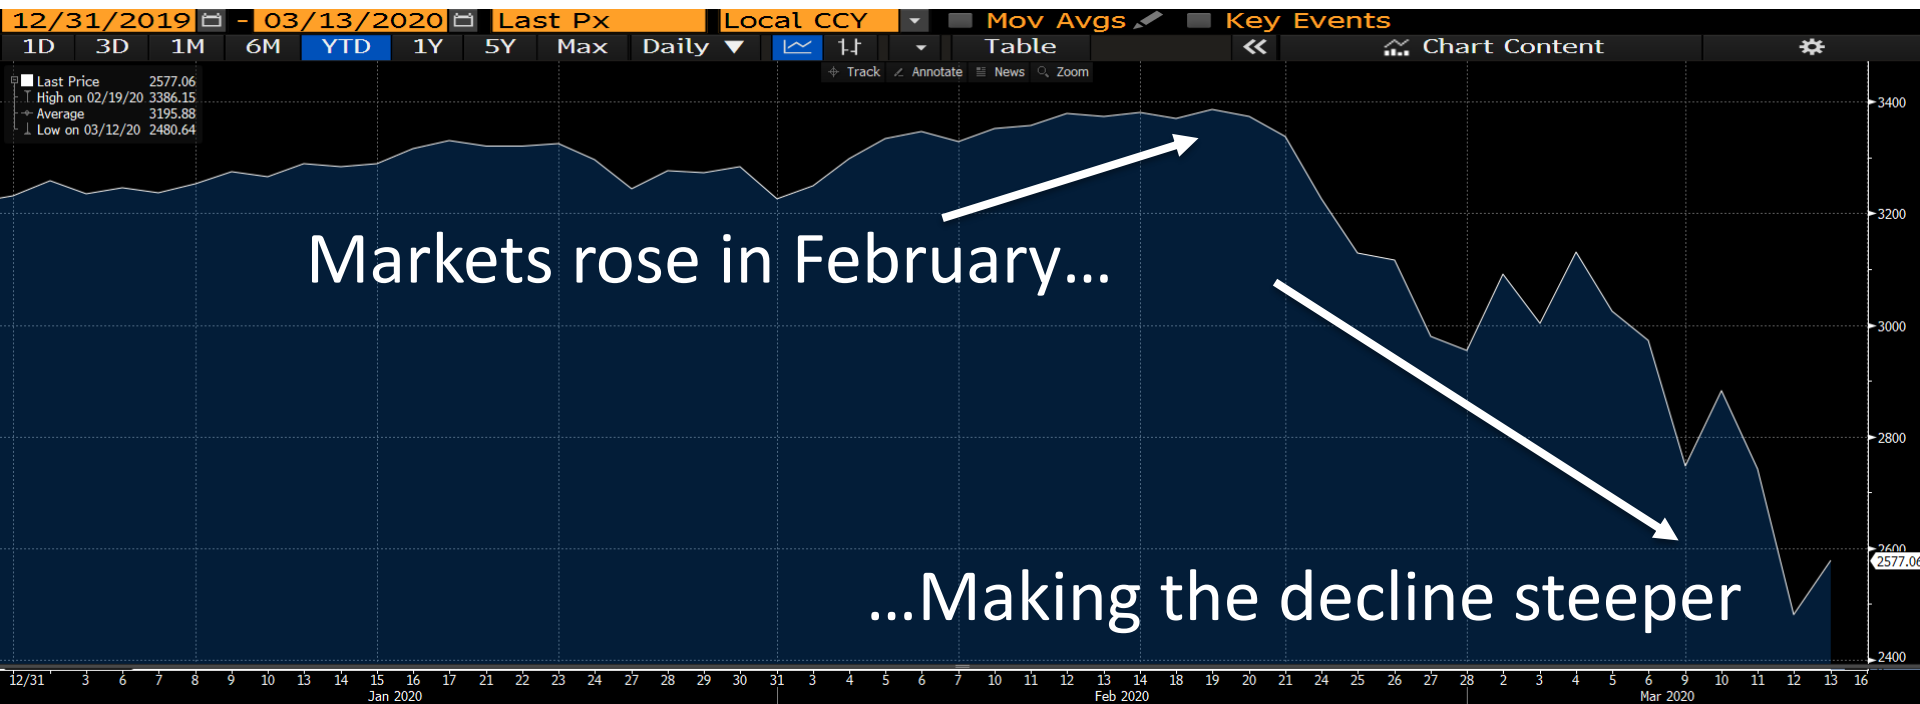 12/31/2019 - 03/13/2020 Last Px Local CCY Mov Avgs Key Events
1D 3D 1M 6M YTD 1Y 5Y Max Daily Table Chart Content
Track Annotate News Zoom
Last Price 2577.06
High on 02/19/20 3386.15
Average 3195.88
Low on 03/12/20 2480.64
3400
3200
Markets rose in February...
3000
2800
2600
2577.06
...Making the decline steeper
2400
12/31 3 6 7 8 9 10 13 14 15 16 17 21 22 23 24 27 28 29 30 31 3 4 5 6 7 10 11 12 13 14 18 19 20 21 24 25 26 27 28 2 3 4 5 6 9 10 11 12 13 16
Jan 2020 Feb 2020 Mar 2020